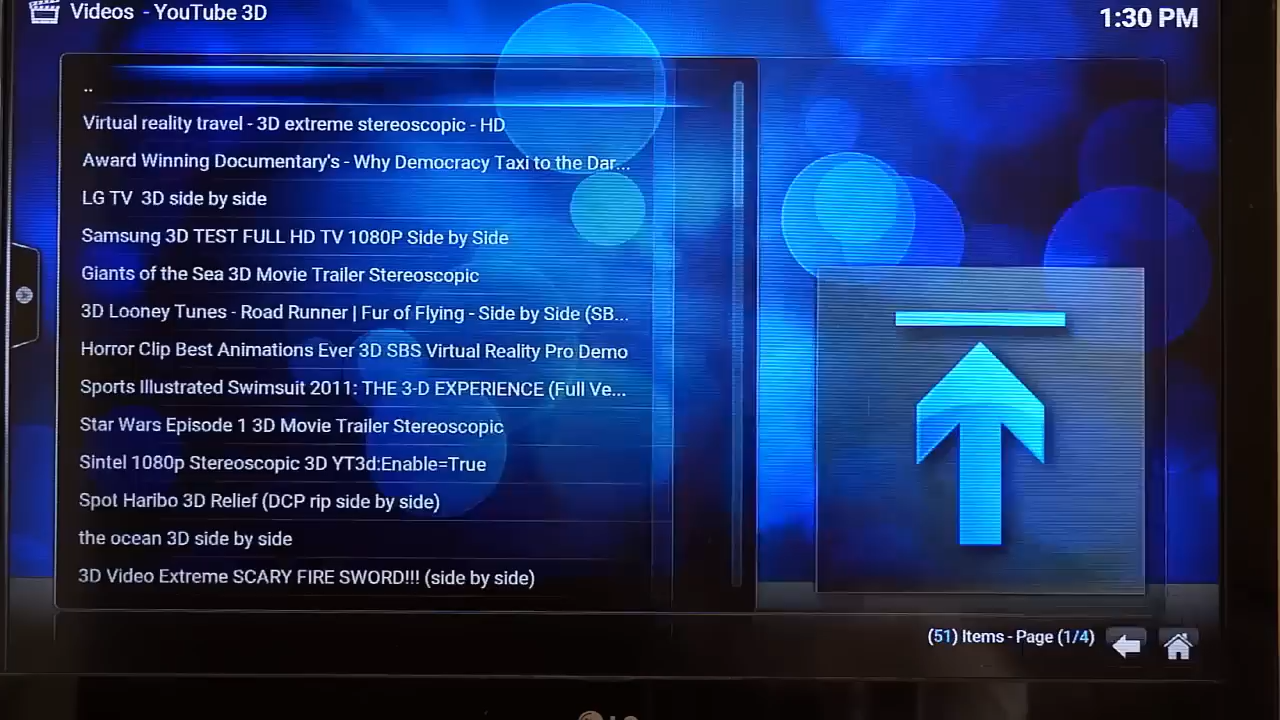 Videos - YouTube 3D
1:30 PM
..
Virtual reality travel - 3D extreme stereoscopic - HD
Award Winning Documentary's - Why Democracy Taxi to the Dar...
LG TV 3D side by side
Samsung 3D TEST FULL HD TV 1080P Side by Side
Giants of the Sea 3D Movie Trailer Stereoscopic
3D Looney Tunes - Road Runner | Fur of Flying - Side by Side (SB...
Horror Clip Best Animations Ever 3D SBS Virtual Reality Pro Demo
Sports Illustrated Swimsuit 2011: THE 3-D EXPERIENCE (Full Ve...
Star Wars Episode 1 3D Movie Trailer Stereoscopic
Sintel 1080p Stereoscopic 3D YT3d:Enable=True
Spot Haribo 3D Relief (DCP rip side by side)
the ocean 3D side by side
3D Video Extreme SCARY FIRE SWORD!!! (side by side)
(51) Items - Page (1/4)